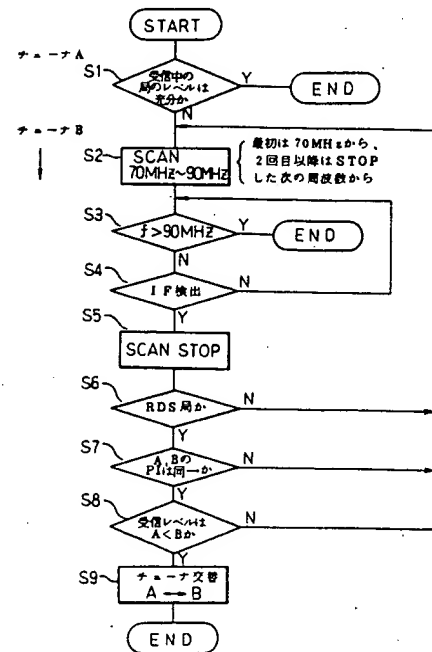 START
チューナA
S1
受信中の
局のレベルは
充分か
Y
END
N
チューナB
S2
SCAN
70MHz~90MHz
最初は70MHzから、
2回目以降はSTOP
した次の周波数から
S3
f>90MHZ
Y
END
N
S4
IF検出
N
Y
S5
SCAN STOP
S6
RDS局か
N
Y
S7
A,Bの
PIは同一か
N
Y
S8
受信レベルは
A<Bか
N
Y
S9
チューナ交替
A ↔ B
END